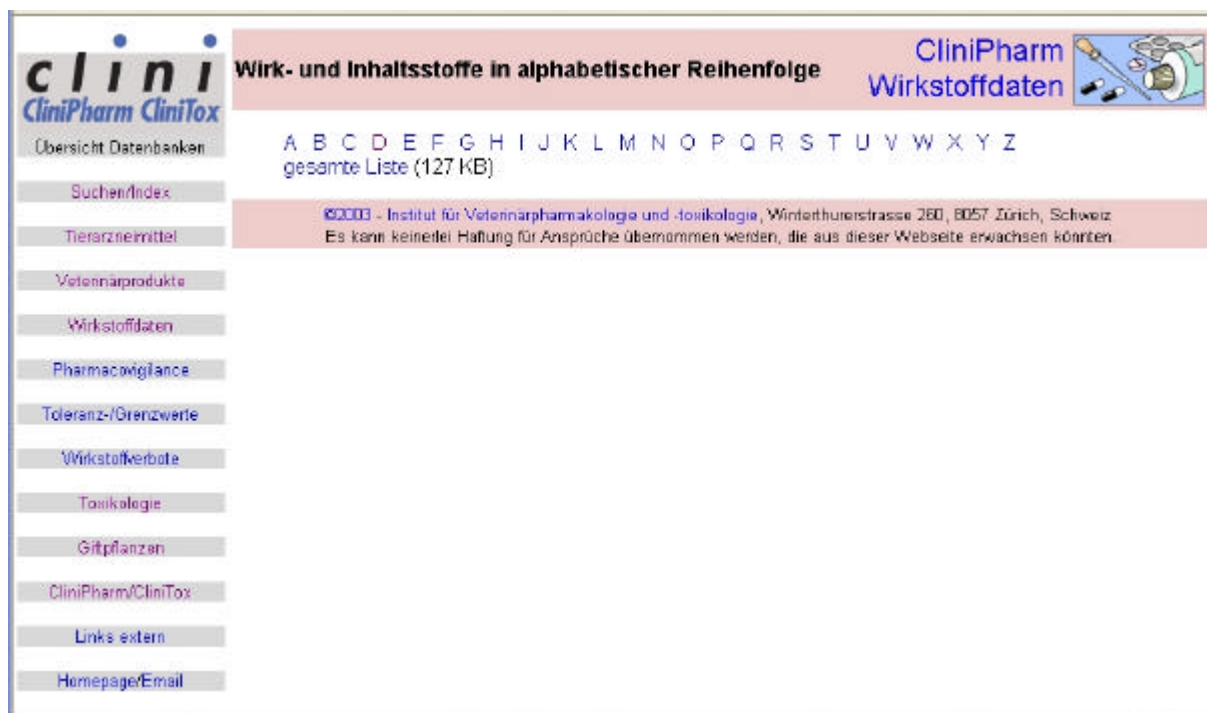 clini
CliniPharm CliniTox
Übersicht Datenbanken
Suchen/Index
Tierarzneimittel
Veterinärprodukte
Wirkstoffdaten
Pharmacovigilance
Toleranz-/Grenzwerte
Wirkstoffverbote
Toxikologie
Giftpflanzen
CliniPharm/CliniTox
Links extern
Homepage/Email
Wirk- und Inhaltsstoffe in alphabetischer Reihenfolge
CliniPharm
Wirkstoffdaten
A B C D E F G H I J K L M N O P Q R S T U V W X Y Z
gesamte Liste (127 KB)
©2003 - Institut für Veterinärpharmakologie und -toxikologie, Winterthurerstrasse 260, 8057 Zürich, Schweiz
Es kann keinerlei Haftung für Ansprüche übernommen werden, die aus dieser Webseite erwachsen könnten.